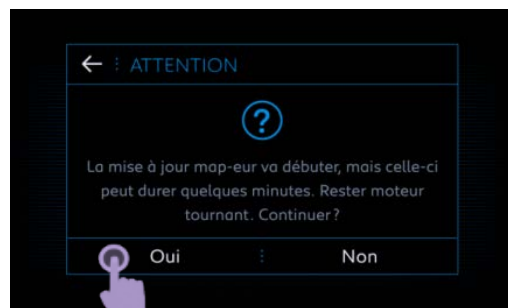 ATTENTION
La mise à jour map-eur va débuter, mais celle-ci
peut durer quelques minutes. Rester moteur
tournant. Continuer ?
Oui
Non